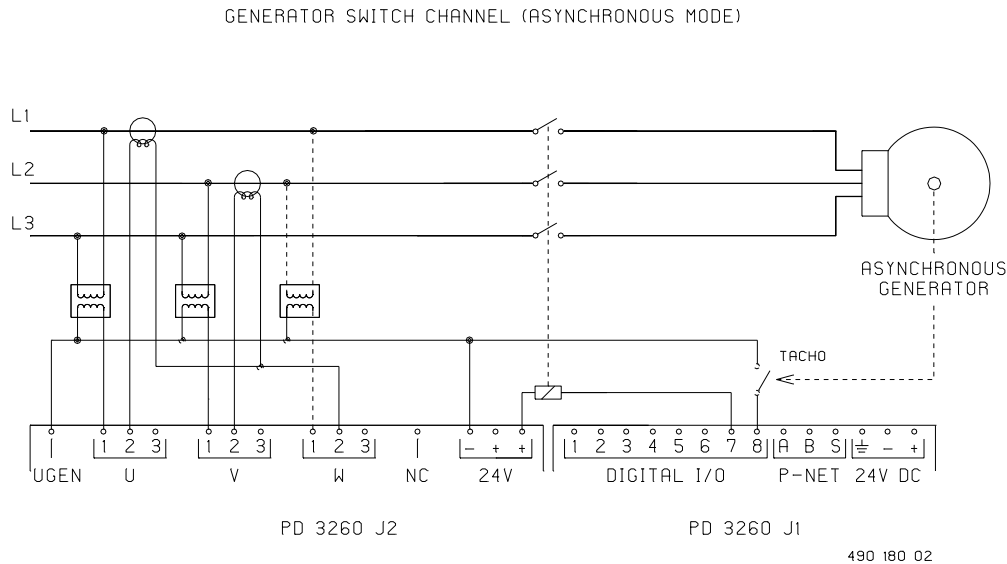 GENERATOR SWITCH CHANNEL (ASYNCHRONOUS MODE)
L1
L2
L3
ASYNCHRONOUS
GENERATOR
TACHO
1 2 3 1 2 3 1 2 3 - + + 1 2 3 4 5 6 7 8 A B S - +
UGEN U V W NC 24V DIGITAL I/O P-NET 24V DC
PD 3260 J2 PD 3260 J1
490 180 02